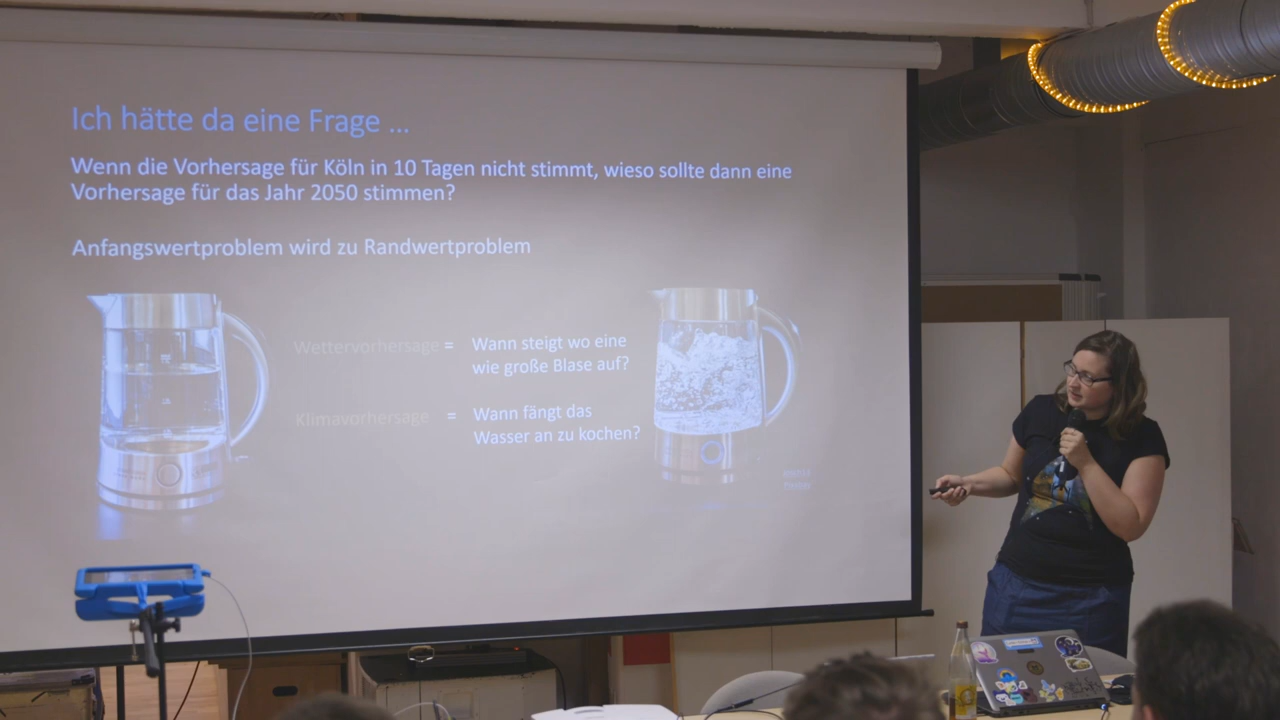 Ich hätte da eine Frage ...
Wenn die Vorhersage für Köln in 10 Tagen nicht stimmt, wieso sollte dann eine
Vorhersage für das Jahr 2050 stimmen?
Anfangswertproblem wird zu Randwertproblem
Wettervorhersage = Wann steigt wo eine
wie große Blase auf?
Klimavorhersage = Wann fängt das
Wasser an zu kochen?